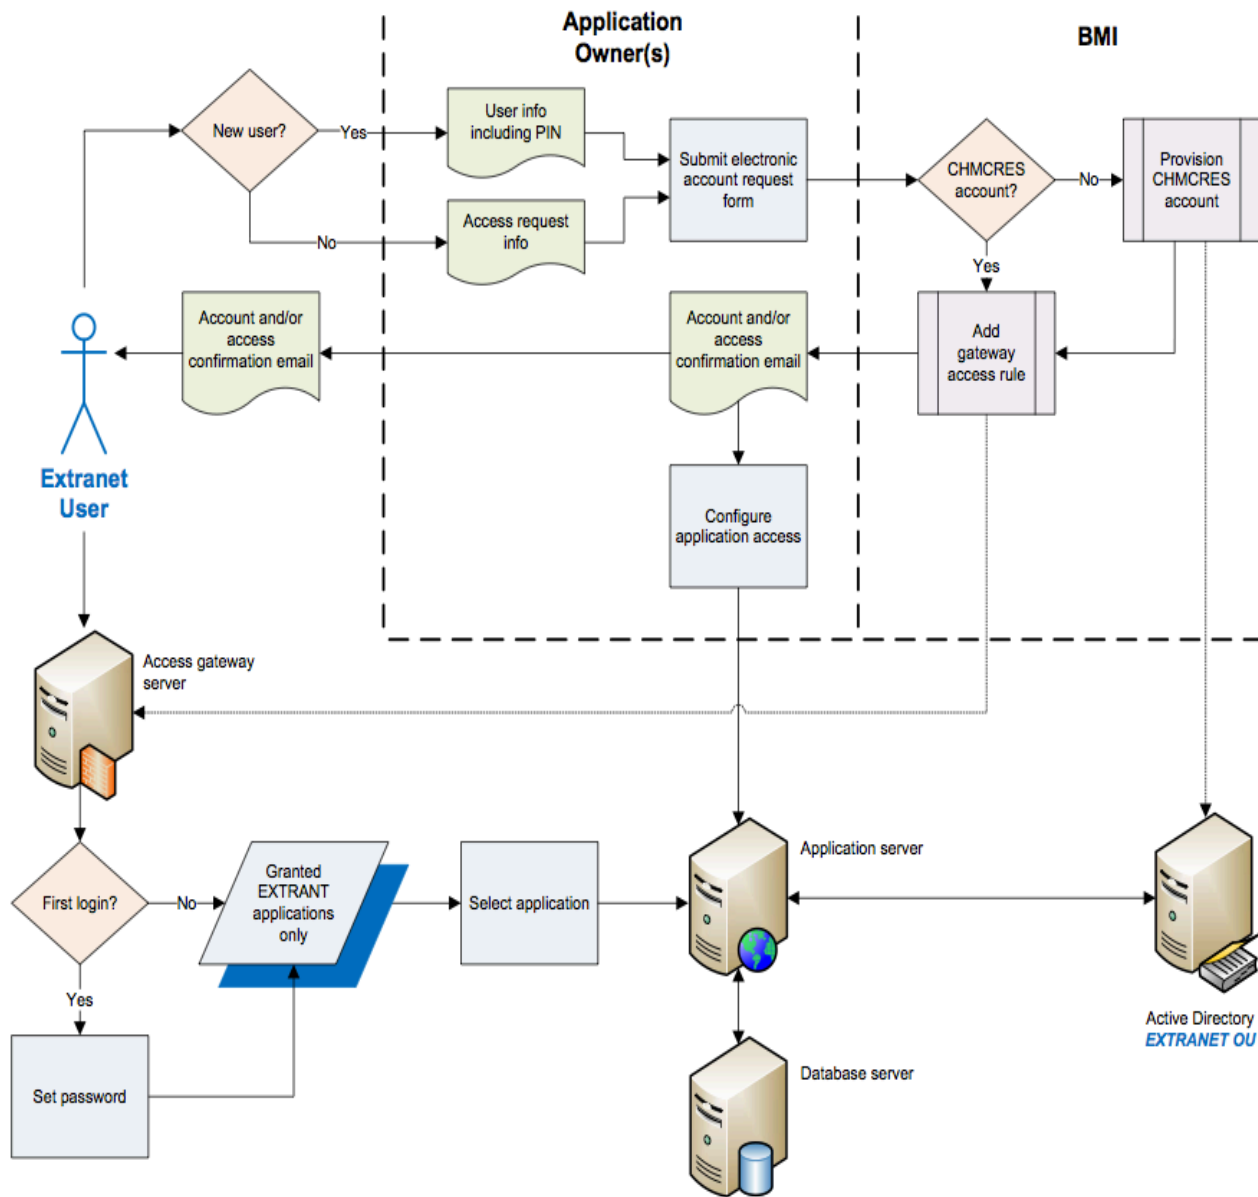 Application
Owner(s)
BMI
New user?
Yes
User info
including PIN
Submit electronic
account request
form
CHMCRES
account?
No
Provision
CHMCRES
account
No
Access request
info
Yes
Account and/or
access
confirmation email
Account and/or
access
confirmation email
Add
gateway
access rule
Extranet
User
Configure
application access
Access gateway
server
First login?
No
Granted
EXTRANT
applications
only
Select application
Application server
Yes
Set password
Active Directory
EXTRANET OU
Database server